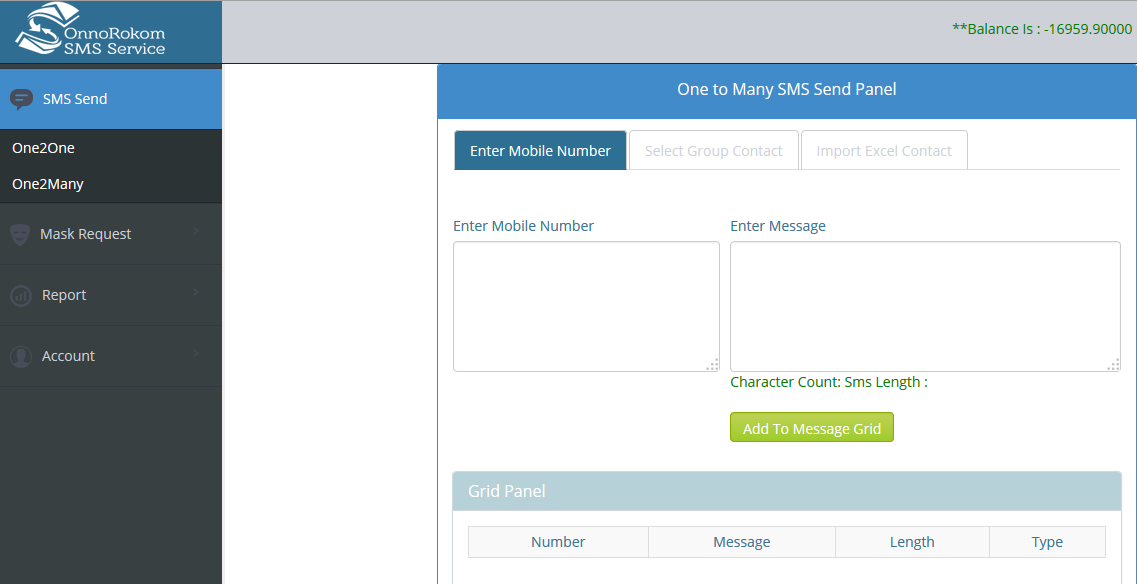 OnnoRokom
SMS Service
**Balance Is : -16959.90000
SMS Send
One2One
One2Many
Mask Request
Report
Account
One to Many SMS Send Panel
Enter Mobile Number
Select Group Contact
Import Excel Contact
Enter Mobile Number
Enter Message
Character Count: Sms Length :
Add To Message Grid
Grid Panel
Number
Message
Length
Type